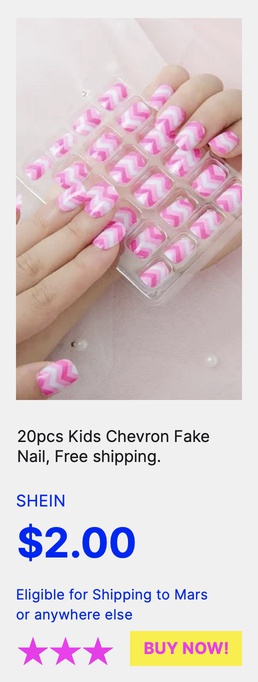 20pcs Kids Chevron Fake
Nail, Free shipping.
SHEIN
$2.00
Eligible for Shipping to Mars
or anywhere else
BUY NOW!